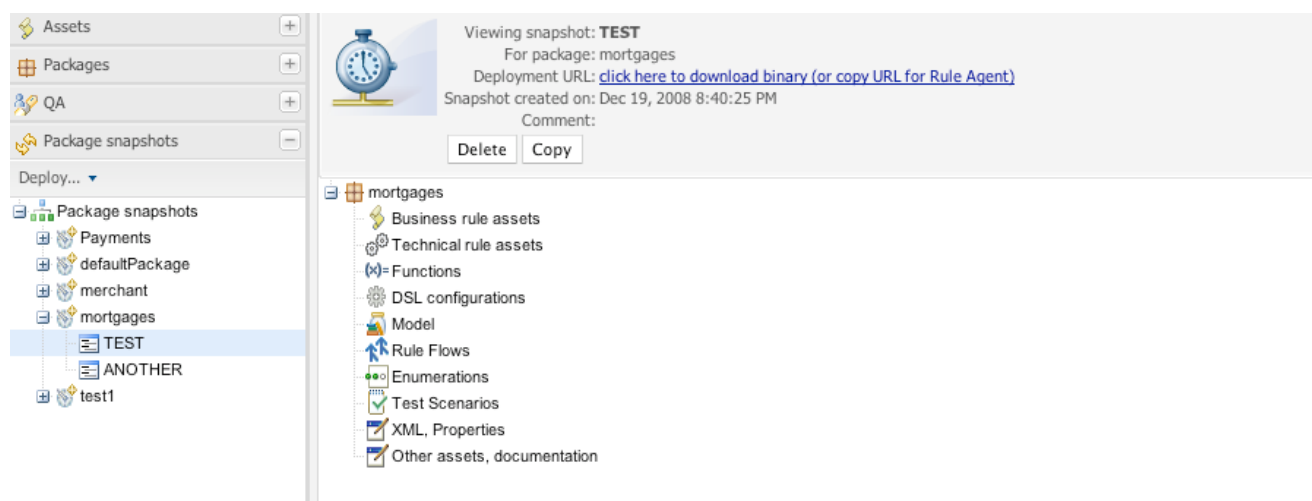 Assets
Packages
QA
Package snapshots
Deploy...
Package snapshots
Payments
defaultPackage
merchant
mortgages
TEST
ANOTHER
test1
Viewing snapshot: TEST
For package: mortgages
Deployment URL: click here to download binary (or copy URL for Rule Agent)
Snapshot created on: Dec 19, 2008 8:40:25 PM
Comment:
Delete Copy
mortgages
Business rule assets
Technical rule assets
(x)= Functions
DSL configurations
Model
Rule Flows
Enumerations
Test Scenarios
XML, Properties
Other assets, documentation